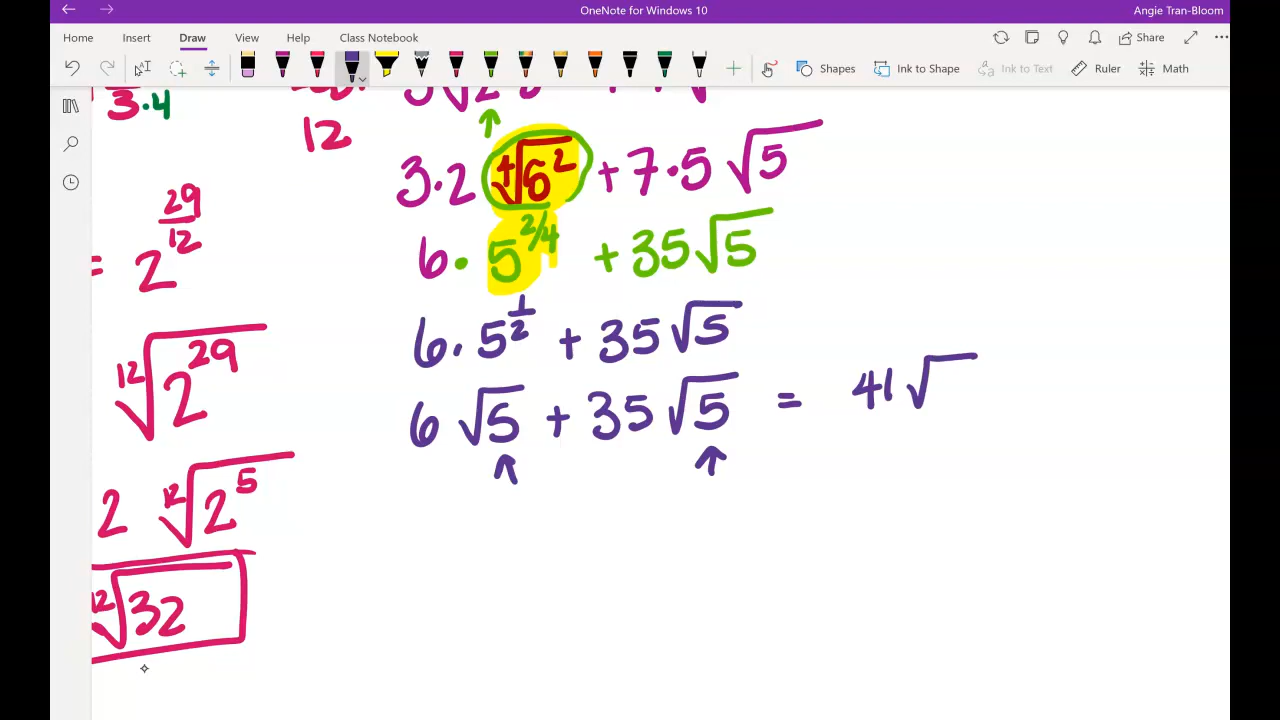 OneNote for Windows 10
Angie Tran-Bloom
Home Insert Draw View Help Class Notebook
Share
Shapes Ink to Shape Ink to Text Ruler Math
3·4
12
3·2 ∜5² + 7·5 √5
6 · 5^(2/4) + 35√5
6 · 5^(1/2) + 35√5
6 √5 + 35√5 = 41√
= 2^(29/12)
¹²√2²⁹
2 ¹²√2⁵
¹²√32